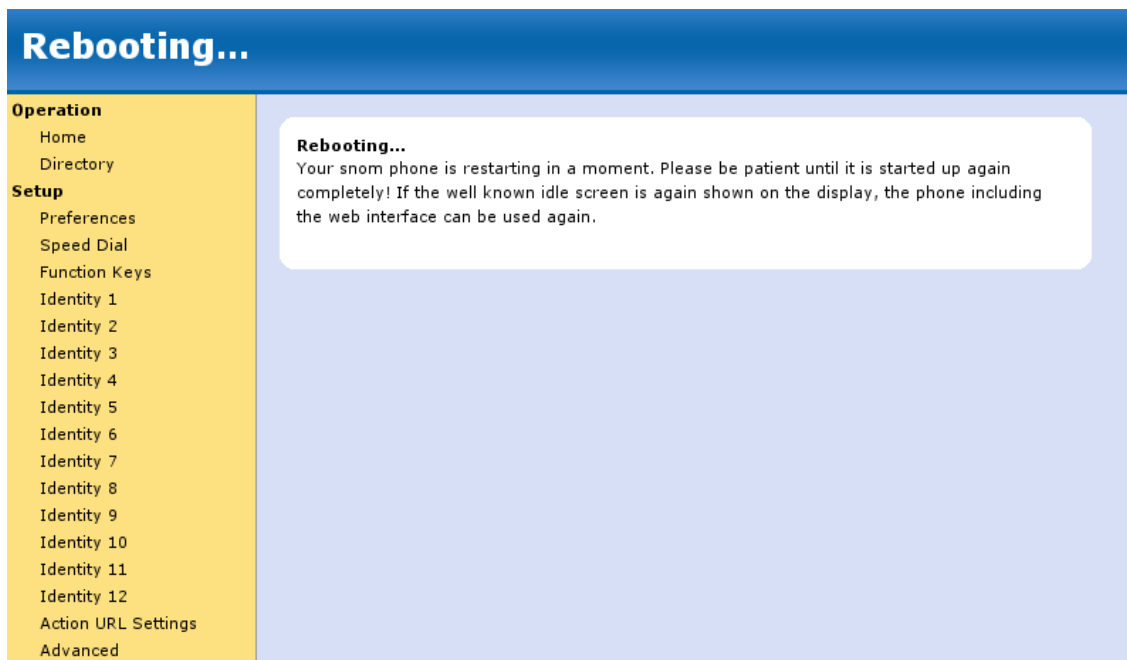 Rebooting...
Operation
Home
Directory
Setup
Preferences
Speed Dial
Function Keys
Identity 1
Identity 2
Identity 3
Identity 4
Identity 5
Identity 6
Identity 7
Identity 8
Identity 9
Identity 10
Identity 11
Identity 12
Action URL Settings
Advanced
Rebooting...
Your snom phone is restarting in a moment. Please be patient until it is started up again
completely! If the well known idle screen is again shown on the display, the phone including
the web interface can be used again.